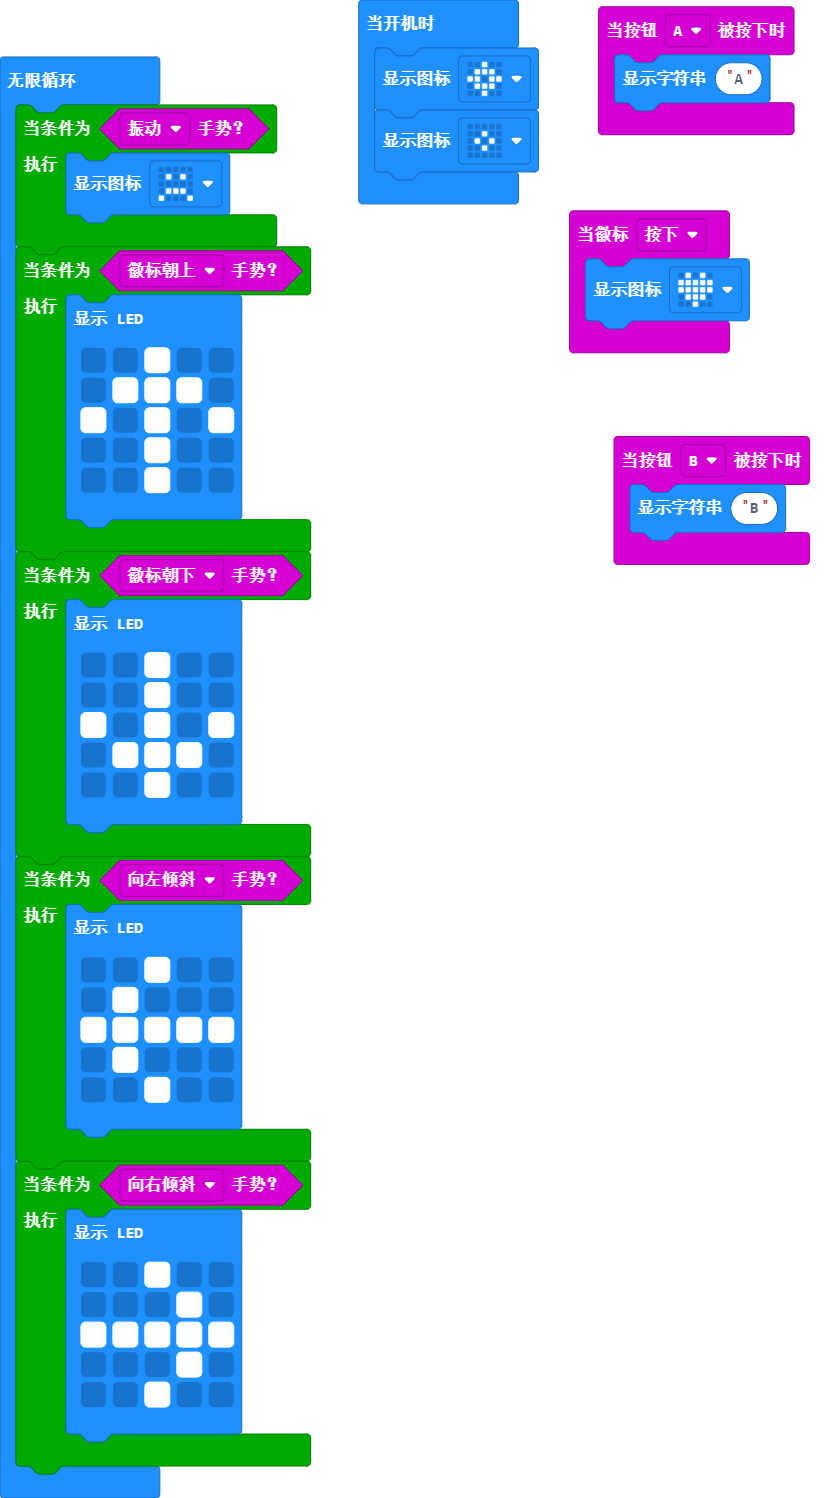 无限循环
当条件为 振动 手势?
执行
显示图标
当条件为 徽标朝上 手势?
执行
显示 LED
当条件为 徽标朝下 手势?
执行
显示 LED
当条件为 向左倾斜 手势?
执行
显示 LED
当条件为 向右倾斜 手势?
执行
显示 LED
当开机时
显示图标
显示图标
当按钮 A 被按下时
显示字符串 "A"
当徽标 按下
显示图标
当按钮 B 被按下时
显示字符串 "B"